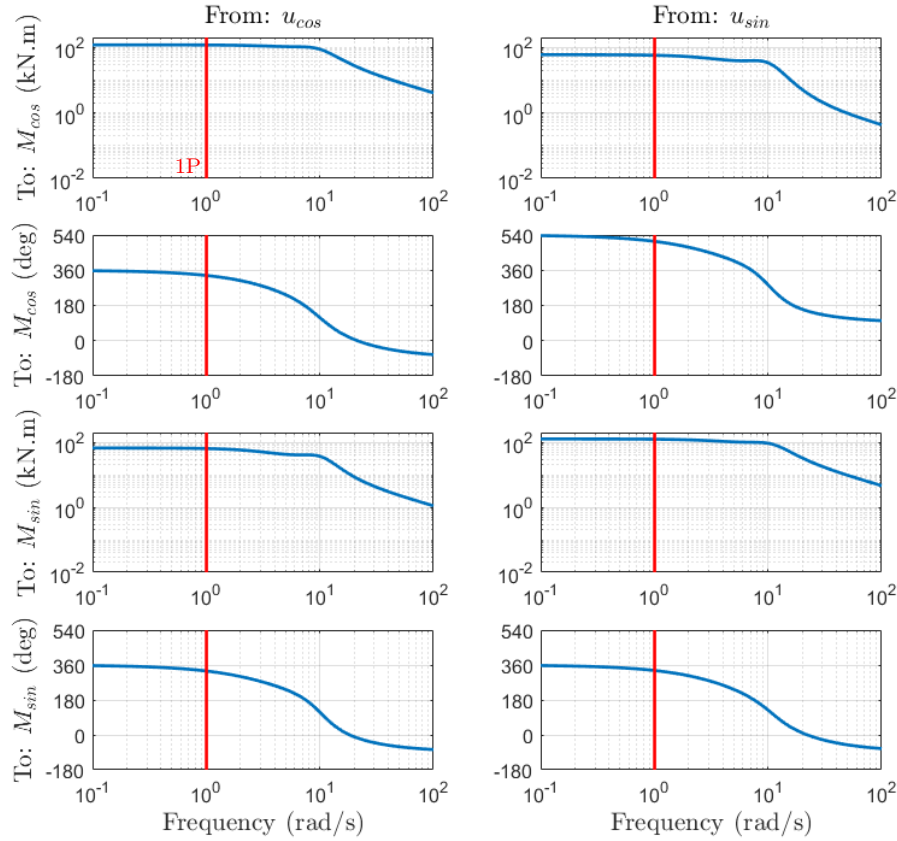 From: u_cos
From: u_sin
To: M_cos (kN.m)
10^2
10^0
10^-2
1P
10^-1 10^0 10^1 10^2
10^2
10^0
10^-2
10^-1 10^0 10^1 10^2
To: M_cos (deg)
540
360
180
0
-180
10^-1 10^0 10^1 10^2
540
360
180
0
-180
10^-1 10^0 10^1 10^2
To: M_sin (kN.m)
10^2
10^0
10^-2
10^-1 10^0 10^1 10^2
10^2
10^0
10^-2
10^-1 10^0 10^1 10^2
To: M_sin (deg)
540
360
180
0
-180
10^-1 10^0 10^1 10^2
Frequency (rad/s)
540
360
180
0
-180
10^-1 10^0 10^1 10^2
Frequency (rad/s)